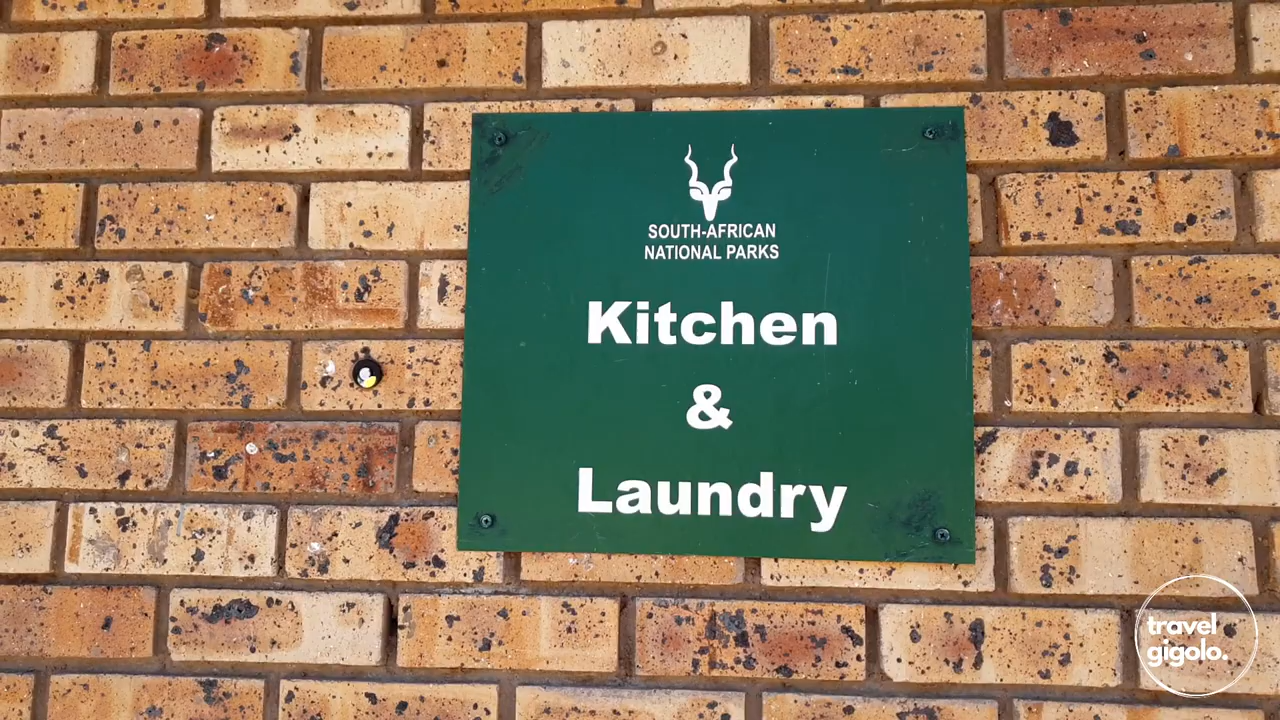 SOUTH-AFRICAN
NATIONAL PARKS
Kitchen
&
Laundry
travel
gigolo.